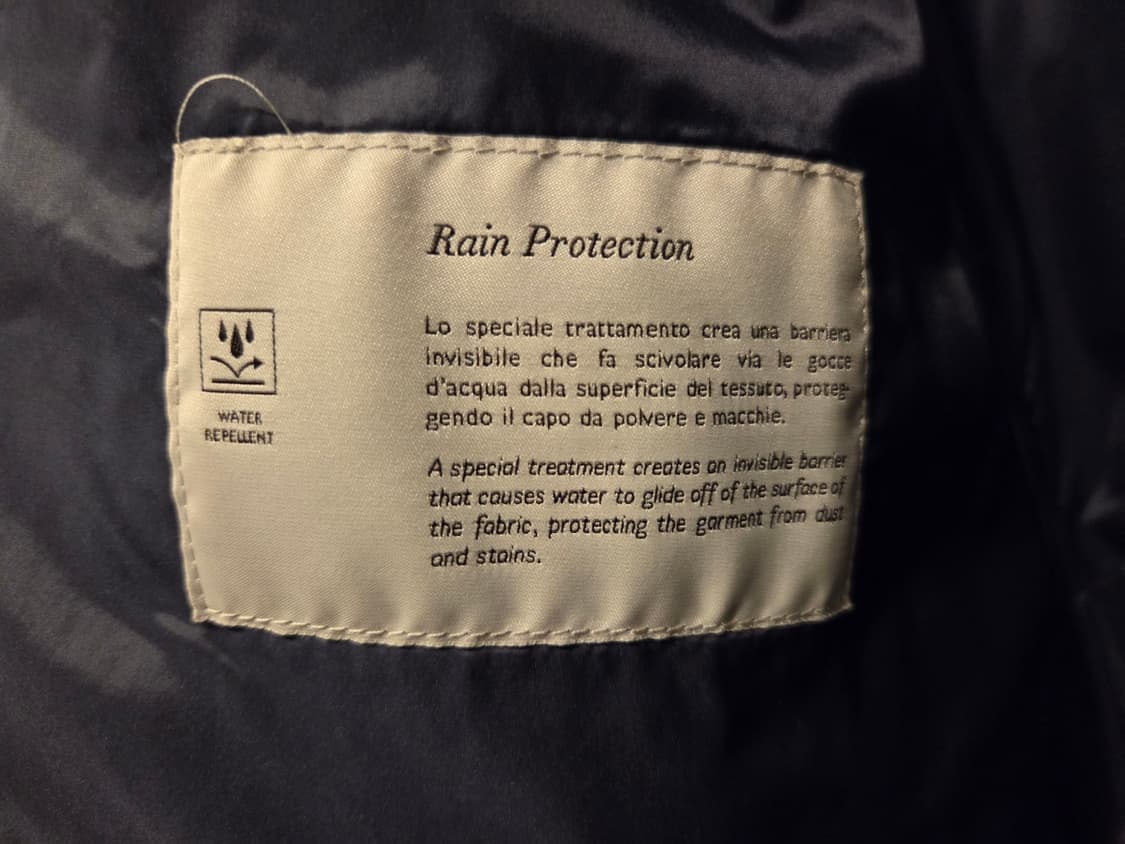 Rain Protection
WATER
REPELLENT
Lo speciale trattamento crea una barriera
invisibile che fa scivolare via le gocce
d'acqua dalla superficie del tessuto, proteg-
gendo il capo da polvere e macchie.
A special treatment creates an invisible barrier
that causes water to glide off of the surface of
the fabric, protecting the garment from dust
and stains.